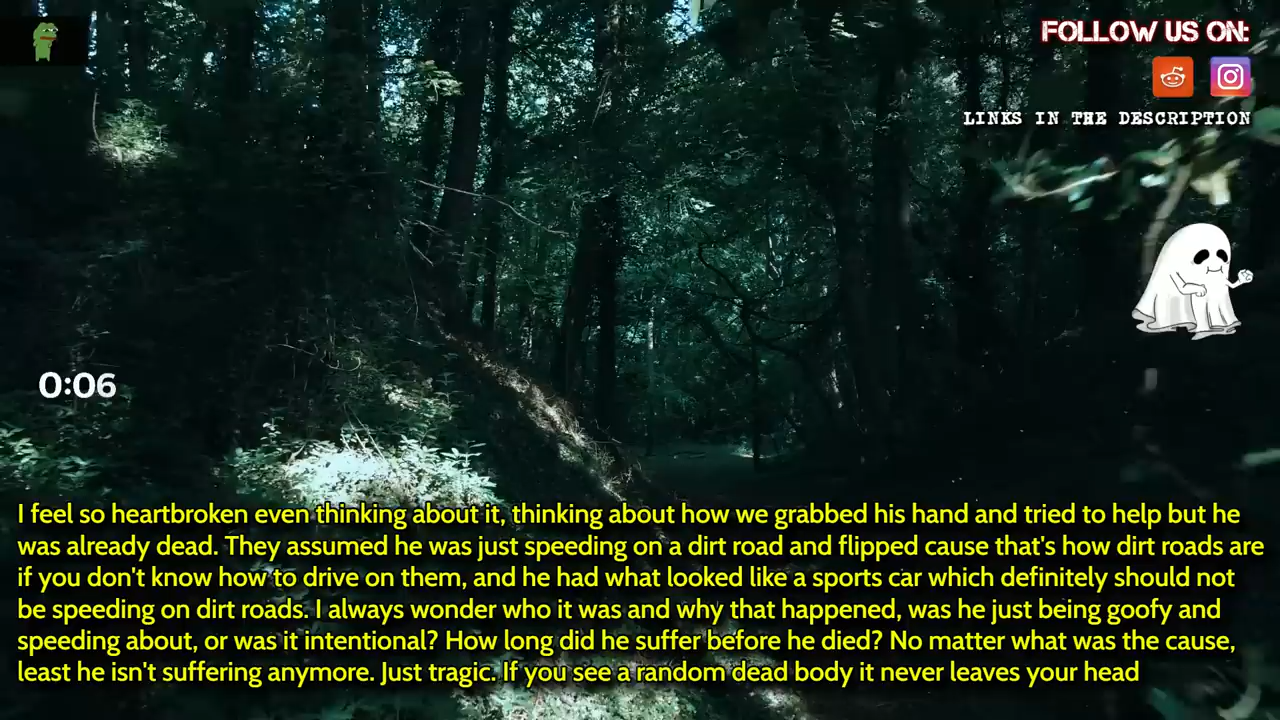 FOLLOW US ON:
LINKS IN THE DESCRIPTION
0:06
I feel so heartbroken even thinking about it, thinking about how we grabbed his hand and tried to help but he
was already dead. They assumed he was just speeding on a dirt road and flipped cause that's how dirt roads are
if you don't know how to drive on them, and he had what looked like a sports car which definitely should not
be speeding on dirt roads. I always wonder who it was and why that happened, was he just being goofy and
speeding about, or was it intentional? How long did he suffer before he died? No matter what was the cause,
least he isn't suffering anymore. Just tragic. If you see a random dead body it never leaves your head